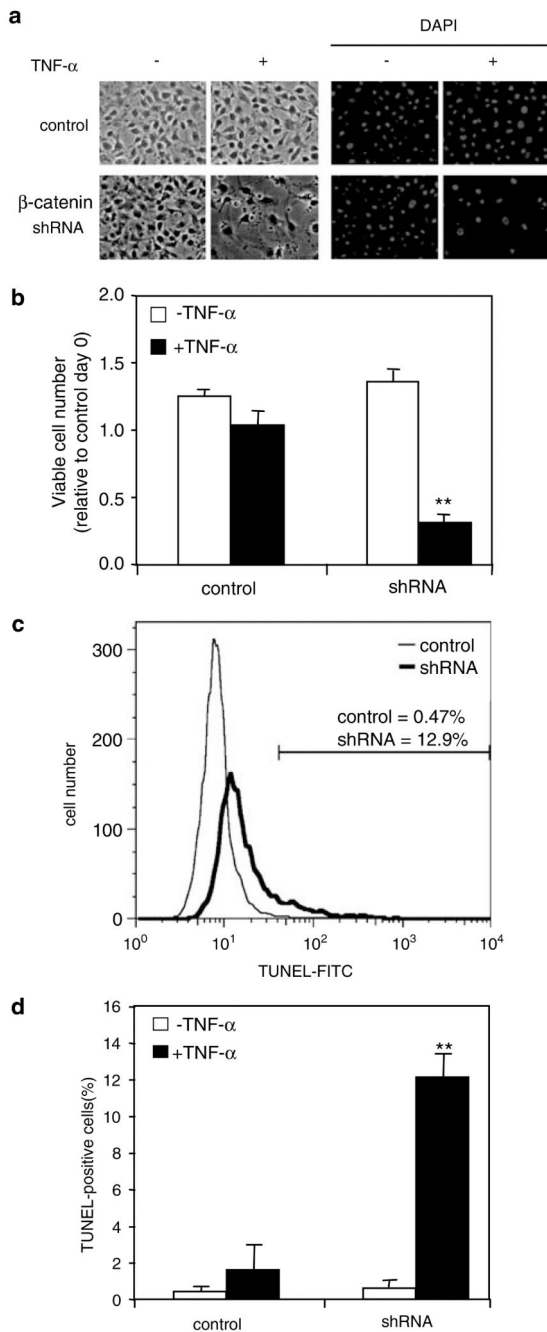 a
DAPI
TNF-α - + - +
control
β-catenin
shRNA
b
2.0
1.5
1.0
0.5
0.0
Viable cell number
(relative to control day 0)
-TNF-α
+TNF-α
**
control shRNA
c
300
200
100
0
cell number
control
shRNA
control = 0.47%
shRNA = 12.9%
10⁰ 10¹ 10² 10³ 10⁴
TUNEL-FITC
d
16
14
12
10
8
6
4
2
0
TUNEL-positive cells(%)
-TNF-α
+TNF-α
**
control shRNA